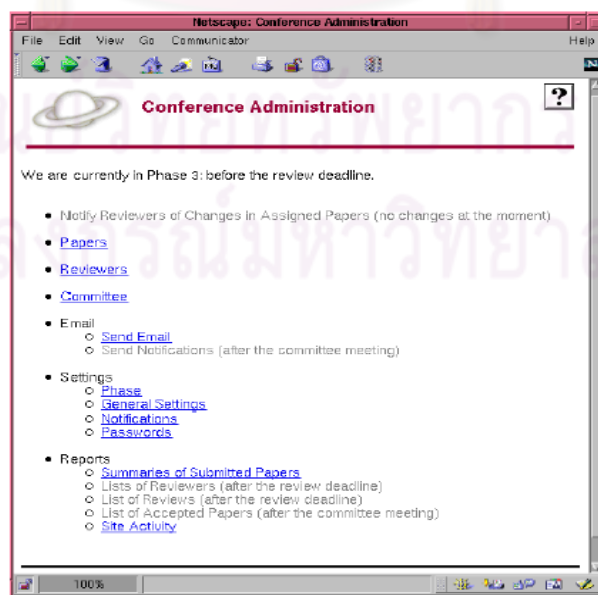 Netscape: Conference Administration
File Edit View Go Communicator Help
Conference Administration
?
We are currently in Phase 3: before the review deadline.
• Notify Reviewers of Changes in Assigned Papers (no changes at the moment)
• Papers
• Reviewers
• Committee
• Email
○ Send Email
○ Send Notifications (after the committee meeting)
• Settings
○ Phase
○ General Settings
○ Notifications
○ Passwords
• Reports
○ Summaries of Submitted Papers
○ Lists of Reviewers (after the review deadline)
○ List of Reviews (after the review deadline)
○ List of Accepted Papers (after the committee meeting)
○ Site Activity
100%